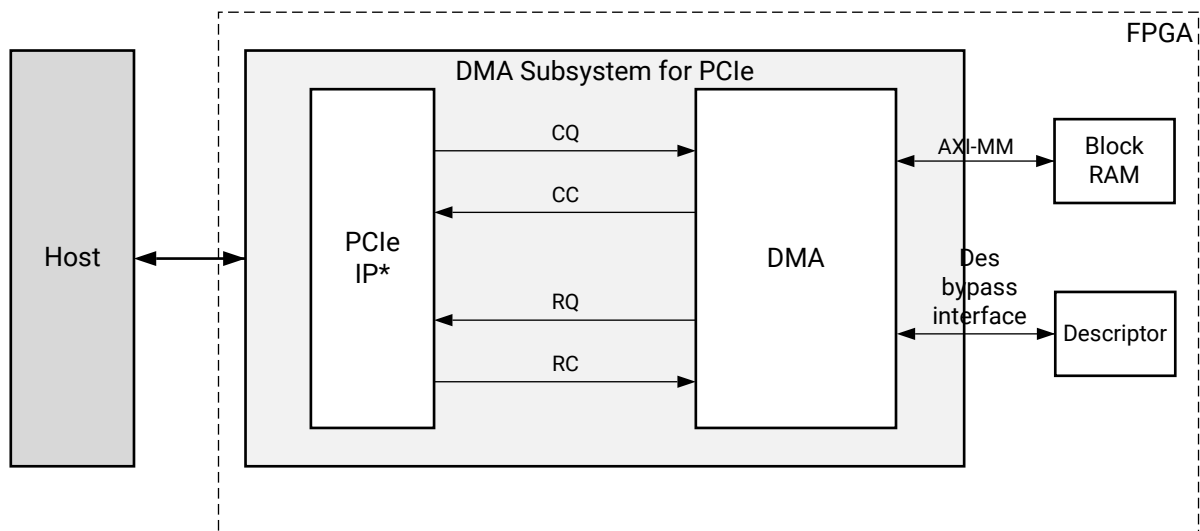 FPGA
DMA Subsystem for PCIe
CQ
CC
RQ
RC
Host
PCIe
IP*
DMA
AXI-MM
Block
RAM
Des
bypass
interface
Descriptor